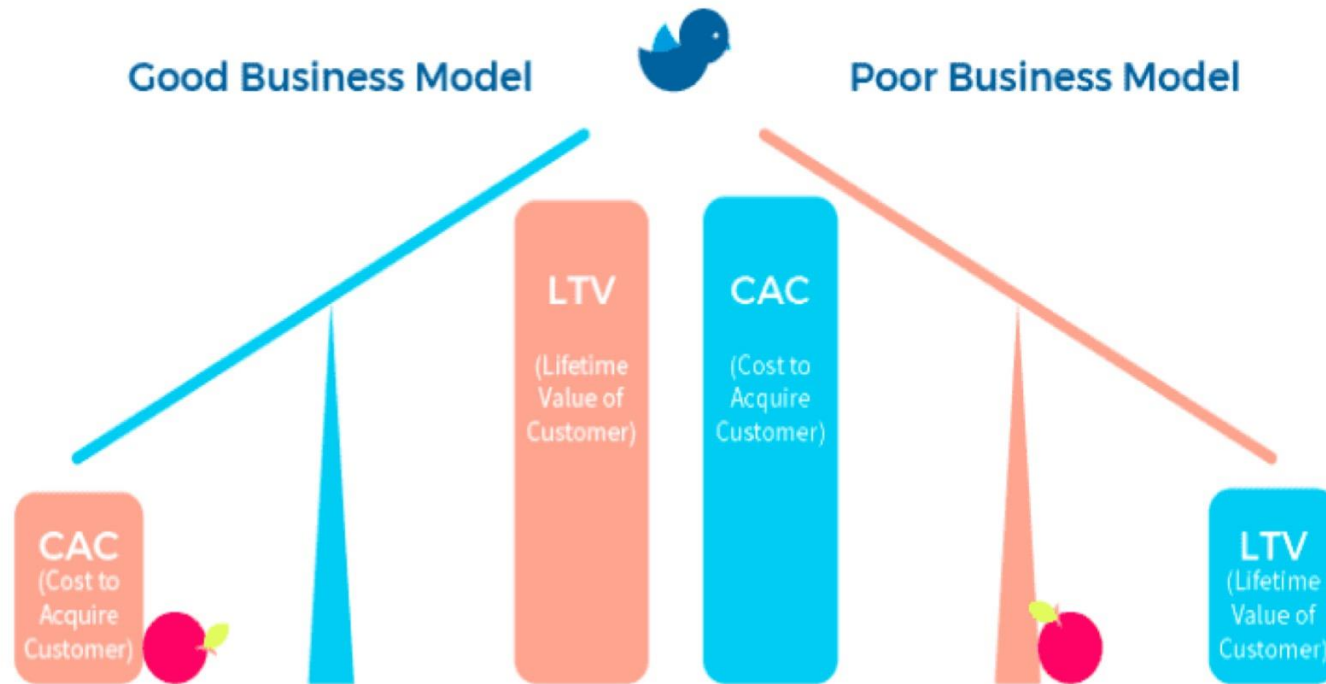 Good Business Model
Poor Business Model
LTV
(Lifetime
Value of
Customer)
CAC
(Cost to
Acquire
Customer)
CAC
(Cost to
Acquire
Customer)
LTV
(Lifetime
Value of
Customer)